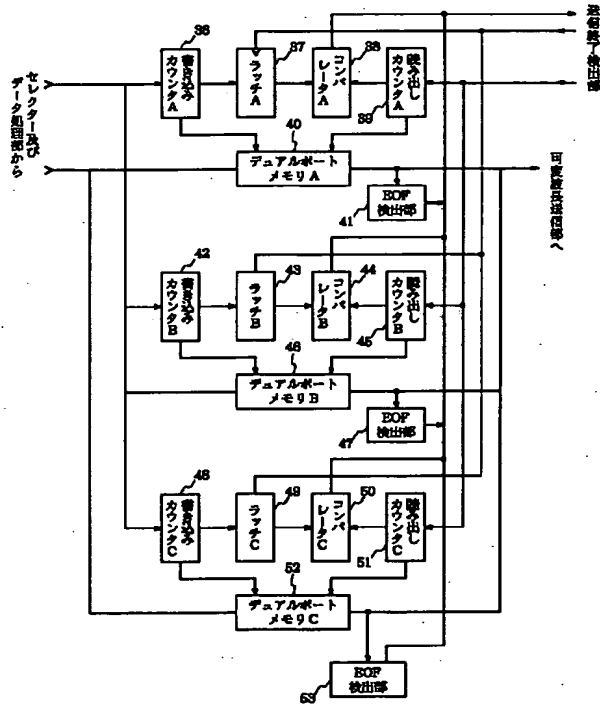 セレクター及び
データ処理部から
送信終了検出部
可変波長送信部へ
36
書き込み
カウンタA
37
ラッチA
38
コンパ
レータA
39
読み出し
カウンタA
40
デュアルポート
メモリA
41
EOF
検出部
42
書き込み
カウンタB
43
ラッチB
44
コンパ
レータB
45
読み出し
カウンタB
46
デュアルポート
メモリB
47
EOF
検出部
48
書き込み
カウンタC
49
ラッチC
50
コンパ
レータC
51
読み出し
カウンタC
52
デュアルポート
メモリC
53
EOF
検出部